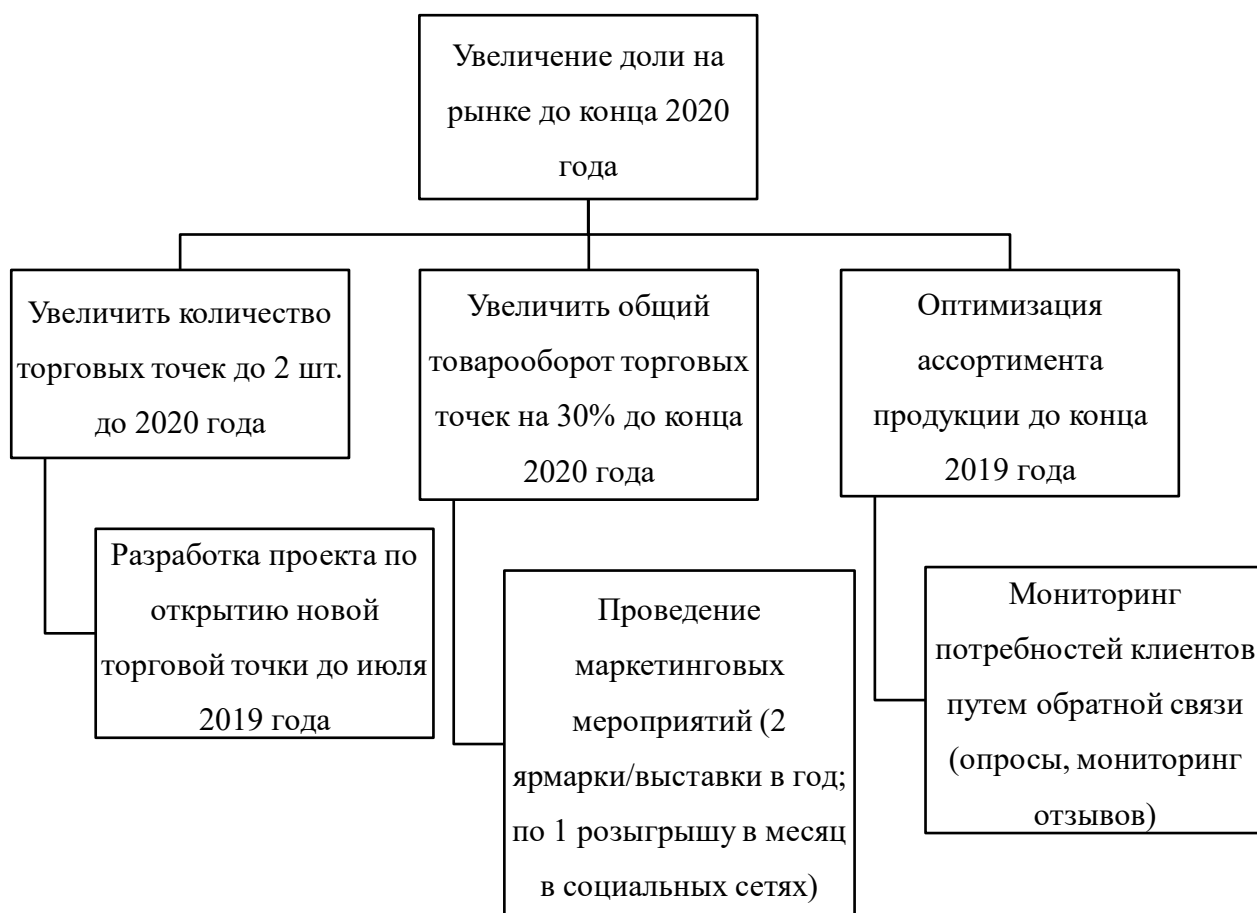 Увеличение доли на
рынке до конца 2020
года
Увеличить количество
торговых точек до 2 шт.
до 2020 года
Увеличить общий
товарооборот торговых
точек на 30% до конца
2020 года
Оптимизация
ассортимента
продукции до конца
2019 года
Разработка проекта по
открытию новой
торговой точки до июля
2019 года
Проведение
маркетинговых
мероприятий (2
ярмарки/выставки в год;
по 1 розыгрышу в месяц
в социальных сетях)
Мониторинг
потребностей клиентов
путем обратной связи
(опросы, мониторинг
отзывов)